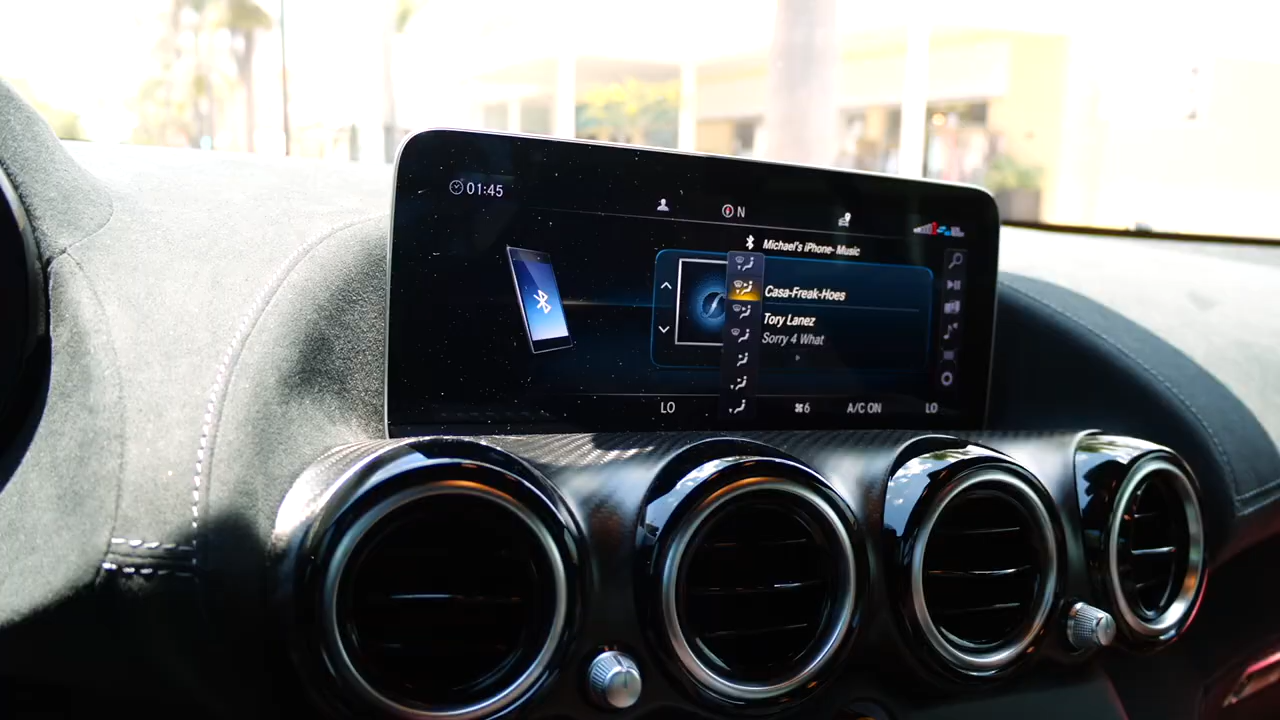 01:45
N
Michael's iPhone- Music
Casa-Freak-Hoes
Tory Lanez
Sorry 4 What
LO
6
A/C ON
LO